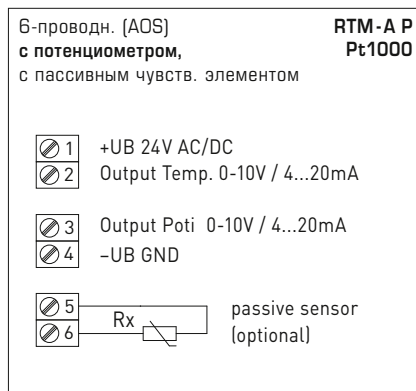 6-проводн. (AOS) RTM-A P
с потенциометром, Pt1000
с пассивным чувств. элементом
1 +UB 24V AC/DC
2 Output Temp. 0-10V / 4...20mA
3 Output Poti 0-10V / 4...20mA
4 –UB GND
5 passive sensor
Rx
6 (optional)